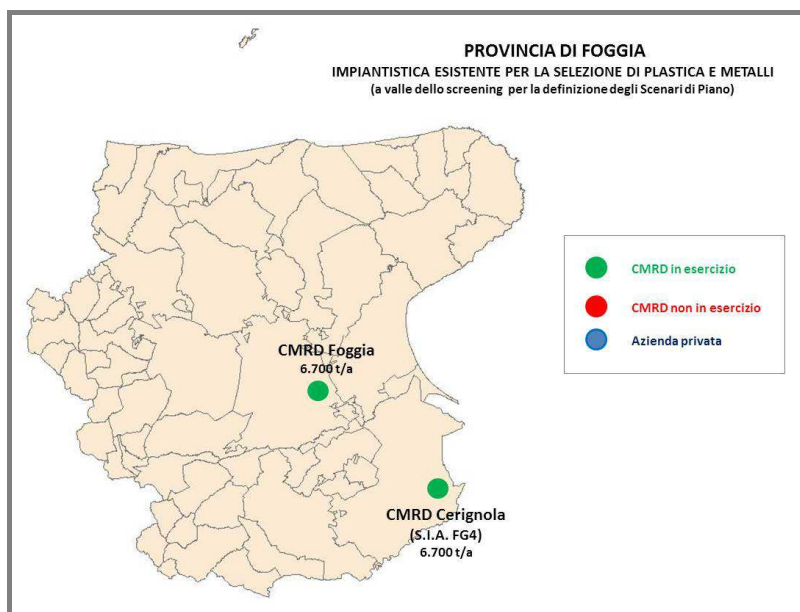 PROVINCIA DI FOGGIA
IMPIANTISTICA ESISTENTE PER LA SELEZIONE DI PLASTICA E METALLI
(a valle dello screening per la definizione degli Scenari di Piano)
CMRD in esercizio
CMRD non in esercizio
Azienda privata
CMRD Foggia
6.700 t/a
CMRD Cerignola
(S.I.A. FG4)
6.700 t/a